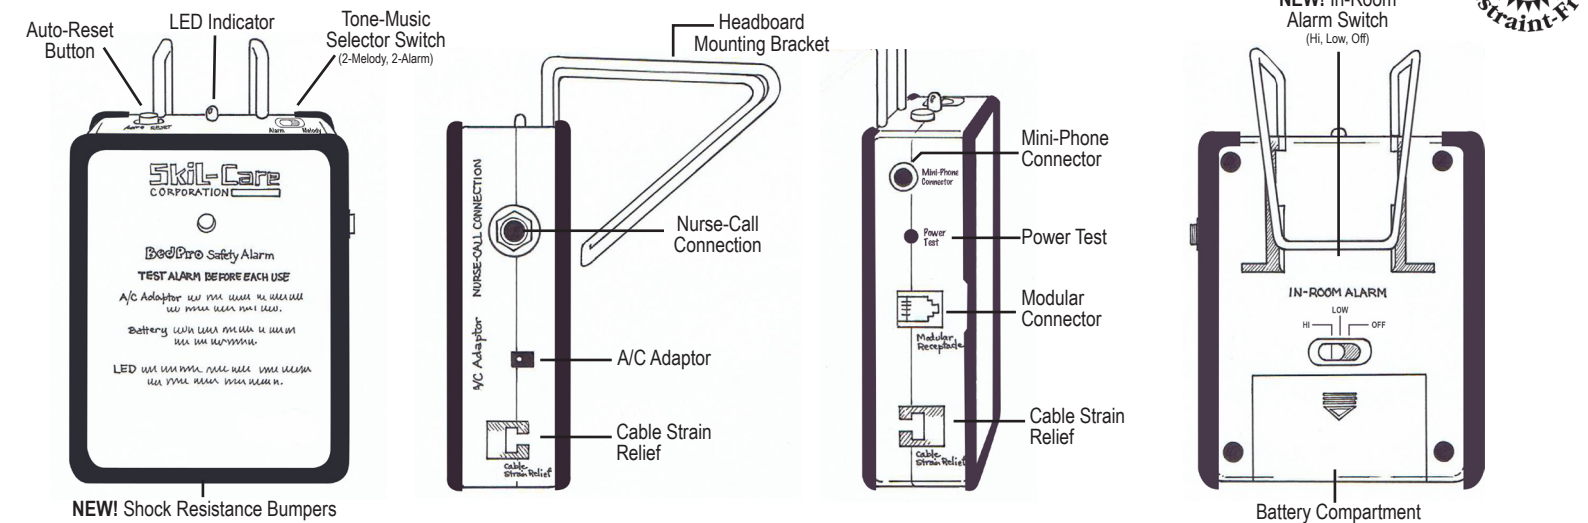 Auto-Reset
Button
LED Indicator
Tone-Music
Selector Switch
(2-Melody, 2-Alarm)
AUTO RESET
Alarm Melody
Skil-Care
CORPORATION
BedPro Safety Alarm
TEST ALARM BEFORE EACH USE
A/C Adaptor
Battery
LED
NEW! Shock Resistance Bumpers
Headboard
Mounting Bracket
NURSE-CALL CONNECTION
Nurse-Call
Connection
A/C Adaptor
A/C Adaptor
Cable Strain
Relief
Cable
Strain Relief
Mini-Phone
Connector
Mini-Phone
Connector
Power
Test
Power Test
Modular
Connector
Modular
Receptacle
Cable Strain
Relief
Cable
Strain Relief
NEW! In-Room
Alarm Switch
(Hi, Low, Off)
IN-ROOM ALARM
LOW
HI
OFF
Battery Compartment